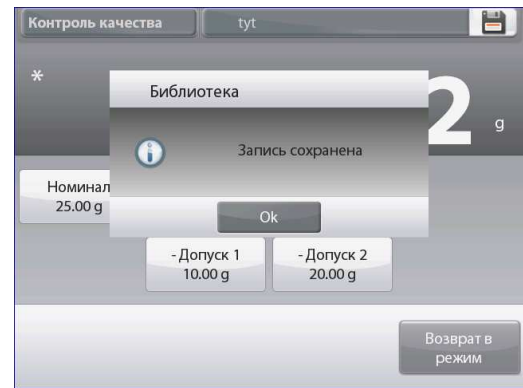 Контроль качества
tyt
*
Библиотека
2
g
Запись сохранена
Номинал
25.00 g
Ok
- Допуск 1
10.00 g
- Допуск 2
20.00 g
Возврат в
режим